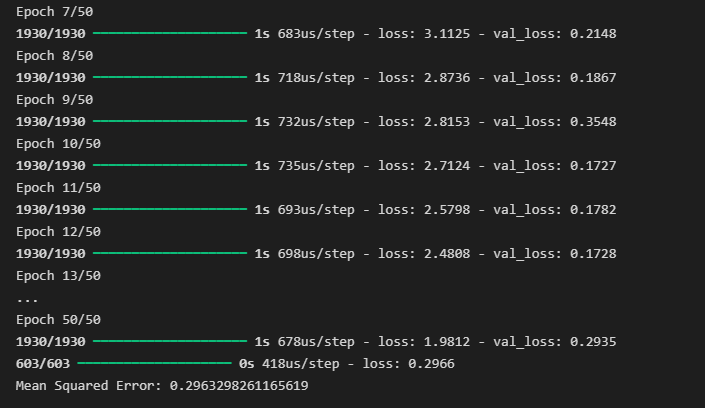 Epoch 7/50
1930/1930 ━━━━━━━━━━━━━━━━━━━━ 1s 683us/step - loss: 3.1125 - val_loss: 0.2148
Epoch 8/50
1930/1930 ━━━━━━━━━━━━━━━━━━━━ 1s 718us/step - loss: 2.8736 - val_loss: 0.1867
Epoch 9/50
1930/1930 ━━━━━━━━━━━━━━━━━━━━ 1s 732us/step - loss: 2.8153 - val_loss: 0.3548
Epoch 10/50
1930/1930 ━━━━━━━━━━━━━━━━━━━━ 1s 735us/step - loss: 2.7124 - val_loss: 0.1727
Epoch 11/50
1930/1930 ━━━━━━━━━━━━━━━━━━━━ 1s 693us/step - loss: 2.5798 - val_loss: 0.1782
Epoch 12/50
1930/1930 ━━━━━━━━━━━━━━━━━━━━ 1s 698us/step - loss: 2.4808 - val_loss: 0.1728
Epoch 13/50
...
Epoch 50/50
1930/1930 ━━━━━━━━━━━━━━━━━━━━ 1s 678us/step - loss: 1.9812 - val_loss: 0.2935
603/603 ━━━━━━━━━━━━━━━━━━━━ 0s 418us/step - loss: 0.2966
Mean Squared Error: 0.2963298261165619